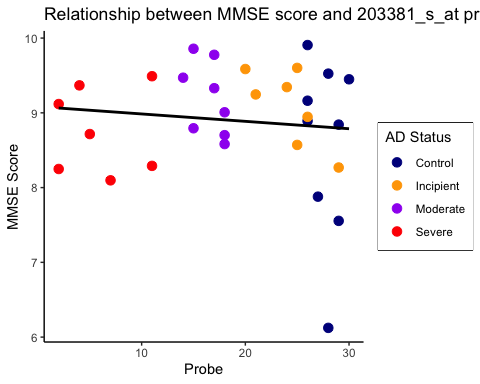 Relationship between MMSE score and 203381_s_at pr
10
9
8
7
6
MMSE Score
10
20
30
Probe
AD Status
Control
Incipient
Moderate
Severe